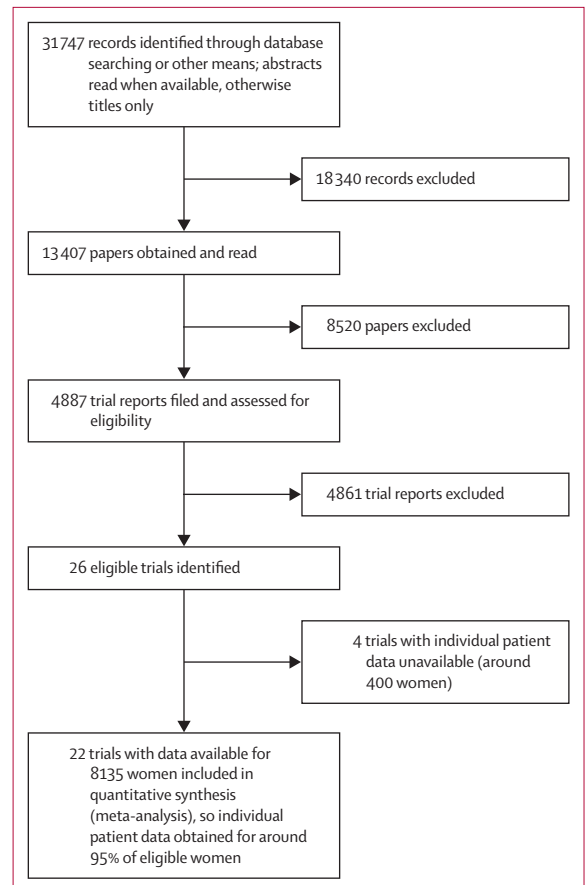 31747 records identified through database
searching or other means; abstracts
read when available, otherwise
titles only
18340 records excluded
13407 papers obtained and read
8520 papers excluded
4887 trial reports filed and assessed for
eligibility
4861 trial reports excluded
26 eligible trials identified
4 trials with individual patient
data unavailable (around
400 women)
22 trials with data available for
8135 women included in
quantitative synthesis
(meta-analysis), so individual
patient data obtained for around
95% of eligible women